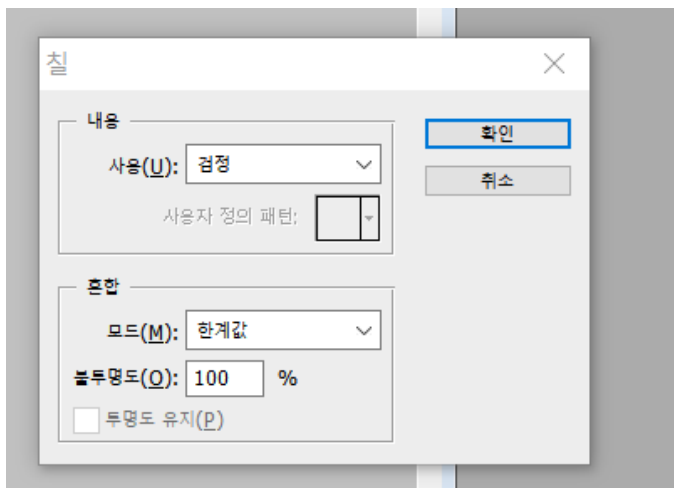 칠
내용
사용(U): 검정
사용자 정의 패턴:
혼합
모드(M): 한계값
불투명도(O): 100 %
투명도 유지(P)
확인
취소